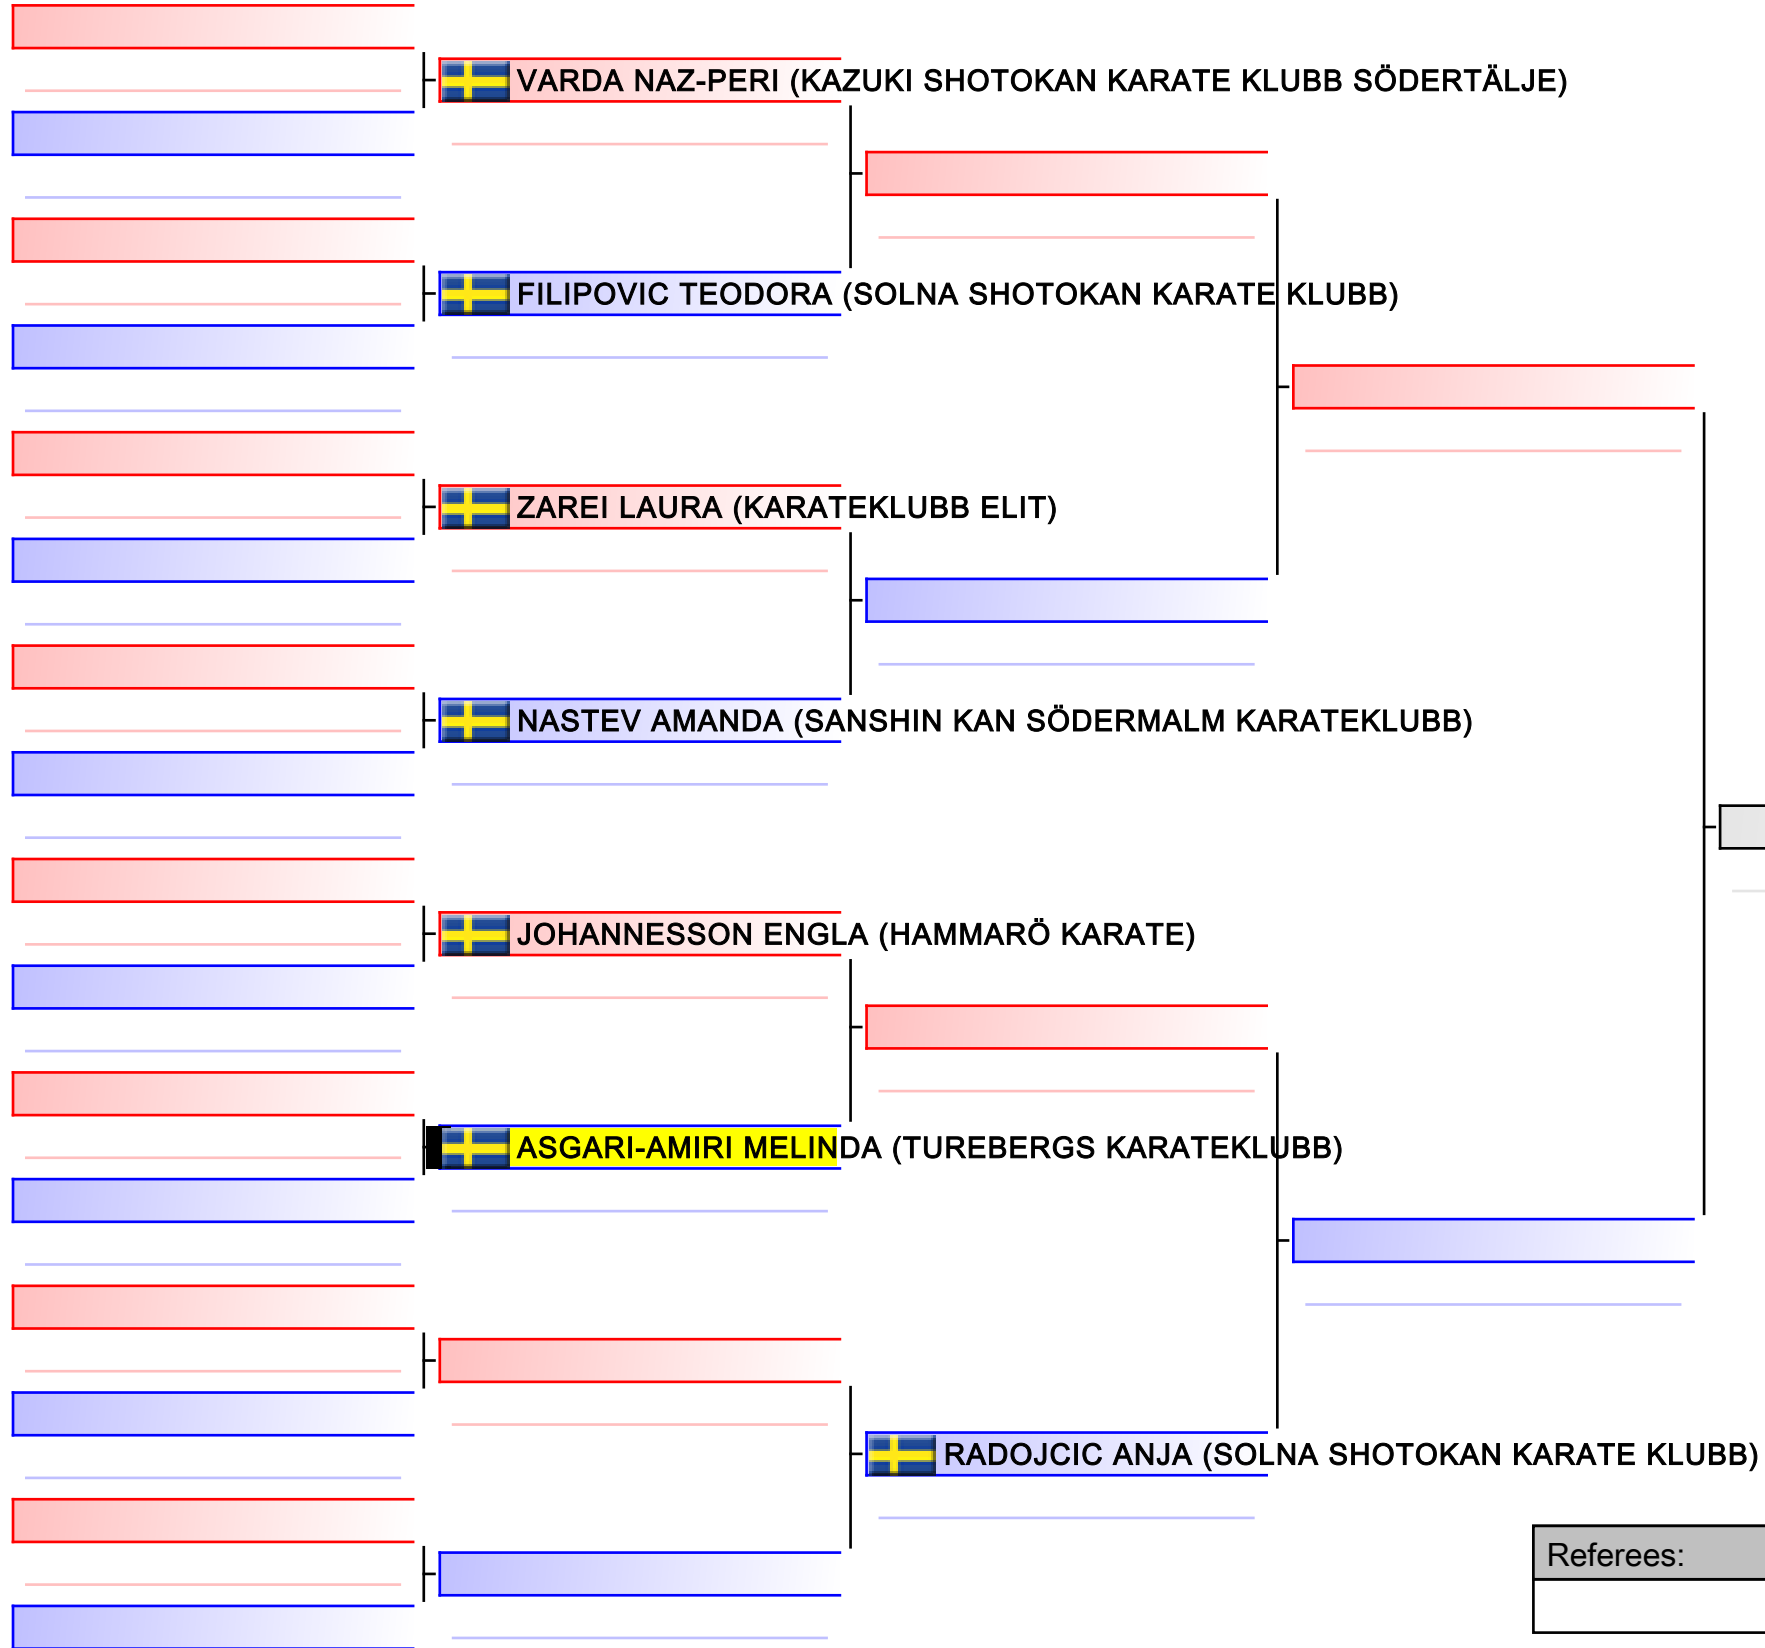 VARDA NAZ-PERI (KAZUKI SHOTOKAN KARATE KLUBB SÖDERTÄLJE)
FILIPOVIC TEODORA (SOLNA SHOTOKAN KARATE KLUBB)
ZAREI LAURA (KARATEKLUBB ELIT)
NASTEV AMANDA (SANSHIN KAN SÖDERMALM KARATEKLUBB)
JOHANNESSON ENGLA (HAMMARÖ KARATE)
ASGARI-AMIRI MELINDA (TUREBERGS KARATEKLUBB)
RADOJCIC ANJA (SOLNA SHOTOKAN KARATE KLUBB)
Referees: